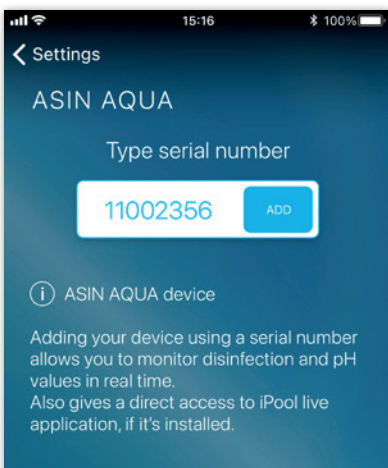 15:16 100%
Settings
ASIN AQUA
Type serial number
11002356 ADD
i ASIN AQUA device
Adding your device using a serial number
allows you to monitor disinfection and pH
values in real time.
Also gives a direct access to iPool live
application, if it's installed.